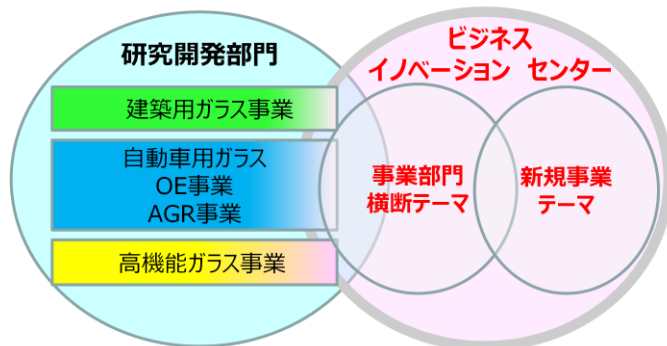 研究開発部門
建築用ガラス事業
自動車用ガラス
OE事業
AGR事業
高機能ガラス事業
ビジネス
イノベーション センター
事業部門
横断テーマ
新規事業
テーマ